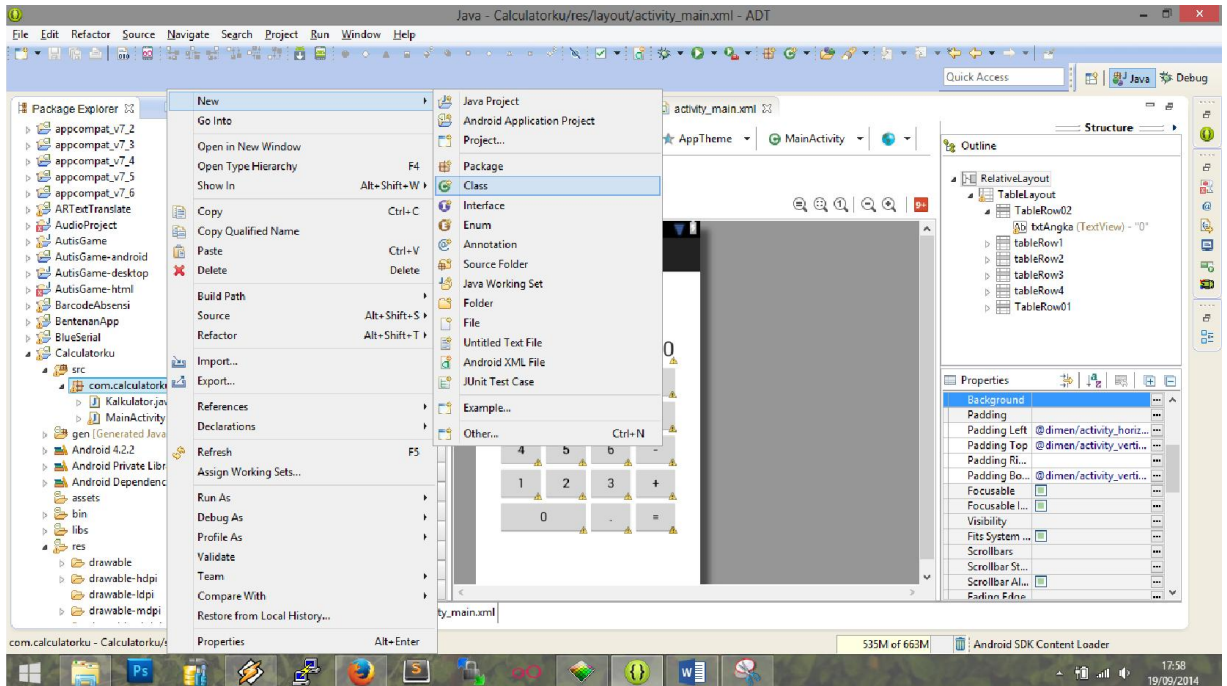 Java - Calculatorku/res/layout/activity_main.xml - ADT
File Edit Refactor Source Navigate Search Project Run Window Help
Quick Access
Java
Debug
Package Explorer
appcompat_v7_2
appcompat_v7_3
appcompat_v7_4
appcompat_v7_5
appcompat_v7_6
ARTextTranslate
AudioProject
AutisGame
AutisGame-android
AutisGame-desktop
AutisGame-html
BarcodeAbsensi
BentenanApp
BlueSerial
Calculatorku
src
com.calculatorku
Kalkulator.jav
MainActivity
gen [Generated Java
Android 4.2.2
Android Private Libr
Android Dependenc
assets
bin
libs
res
drawable
drawable-hdpi
drawable-ldpi
drawable-mdpi
New
Go Into
Open in New Window
Open Type Hierarchy F4
Show In Alt+Shift+W
Copy Ctrl+C
Copy Qualified Name
Paste Ctrl+V
Delete Delete
Build Path
Source Alt+Shift+S
Refactor Alt+Shift+T
Import...
Export...
References
Declarations
Refresh F5
Assign Working Sets...
Run As
Debug As
Profile As
Validate
Team
Compare With
Restore from Local History...
Properties Alt+Enter
Java Project
Android Application Project
Project...
Package
Class
Interface
Enum
Annotation
Source Folder
Java Working Set
Folder
File
Untitled Text File
Android XML File
JUnit Test Case
Example...
Other... Ctrl+N
activity_main.xml
AppTheme
MainActivity
9+
0
4 5 6 -
1 2 3 +
0 . =
ty_main.xml
Structure
Outline
RelativeLayout
TableLayout
TableRow02
txtAngka (TextView) - "0"
tableRow1
tableRow2
tableRow3
tableRow4
TableRow01
Properties
Background
Padding
Padding Left @dimen/activity_horiz...
Padding Top @dimen/activity_verti...
Padding Ri...
Padding Bo... @dimen/activity_verti...
Focusable
Focusable I...
Visibility
Fits System ...
Scrollbars
Scrollbar St...
Scrollbar Al...
Fading Edge
com.calculatorku - Calculatorku/s
535M of 663M
Android SDK Content Loader
Ps
S
17:58
19/09/2014